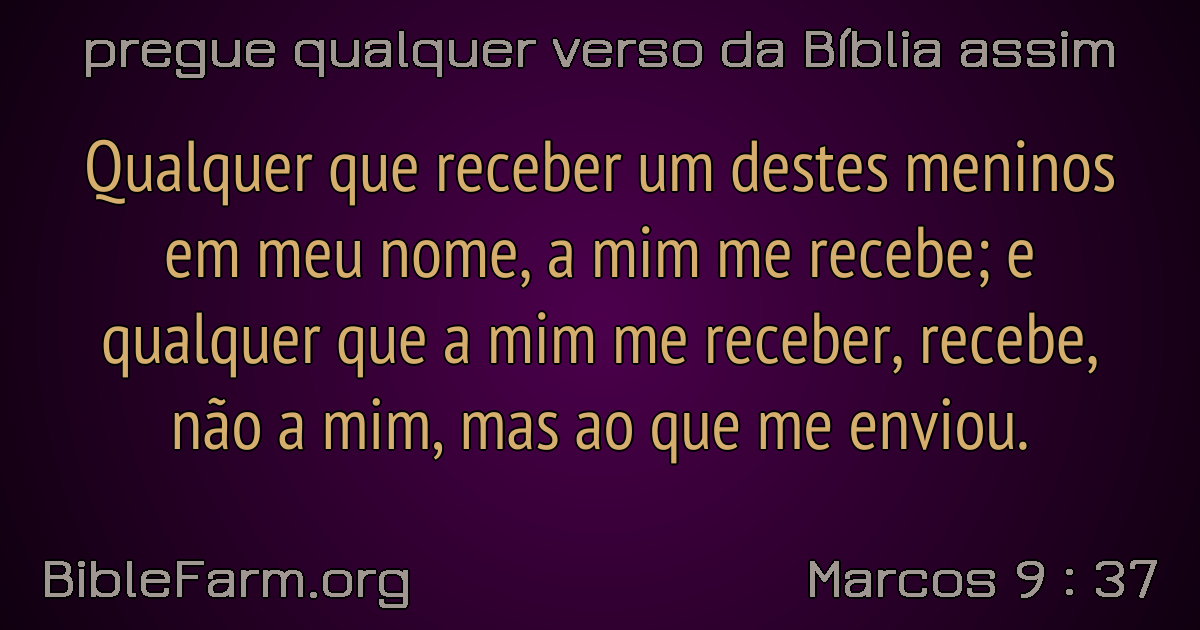 pregue qualquer verso da Bíblia assim
Qualquer que receber um destes meninos
em meu nome, a mim me recebe; e
qualquer que a mim me receber, recebe,
não a mim, mas ao que me enviou.
BibleFarm.org
Marcos 9 : 37